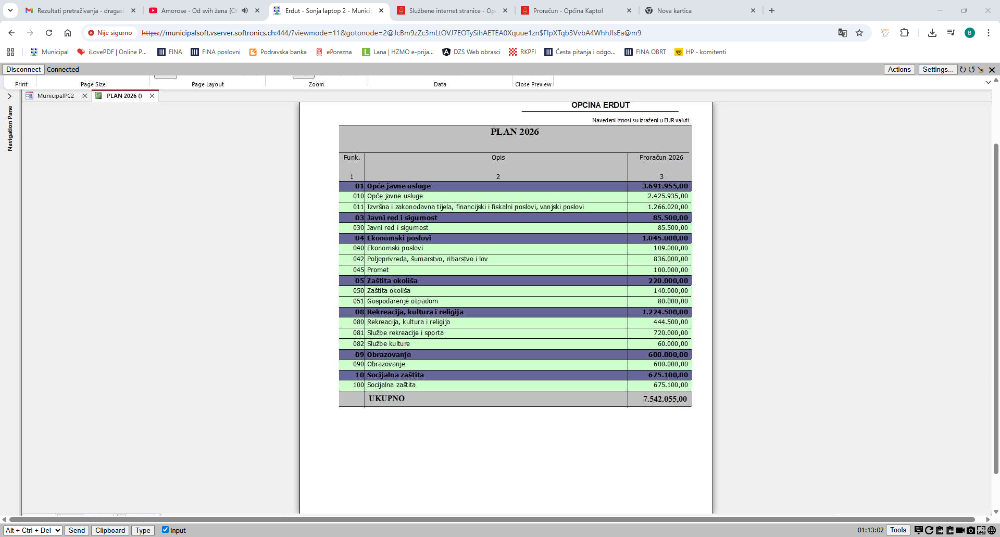 Rezultati pretraživanja - dragas
Amorose - Od svih žena [O
Erdut - Sonja laptop 2 - Municip
Službene internet stranice - Op
Proračun - Općina Kaptol
Nova kartica
Nije sigurno
https://municipalsoft.vserver.softronics.ch:444/?viewmode=11&gotonode=2@JcBm9zZc3mLtOVJ7EOTySihAETEA0Xquue1zn$FIpXTqb3VvbA4WhhJIsEa@m9
B
Municipal
iLovePDF | Online P...
FINA
FINA poslovni
Podravska banka
ePorezna
Lana | HZMO e-prija...
DZS Web obrasci
RKPFI
Česta pitanja i odgo...
FINA OBRT
HP - komitenti
Disconnect Connected
Actions Settings...
Print Page Size Page Layout Zoom Data Close Preview
MunicipalPC2 PLAN 2026 ()
Navigation Pane
OPCINA ERDUT
Navedeni iznosi su izraženi u EUR valuti
PLAN 2026
Funk. Opis Proračun 2026
1 2 3
01 Opće javne usluge 3.691.955,00
010 Opće javne usluge 2.425.935,00
011 Izvršna i zakonodavna tijela, financijski i fiskalni poslovi, vanjski poslovi 1.266.020,00
03 Javni red i sigurnost 85.500,00
030 Javni red i sigurnost 85.500,00
04 Ekonomski poslovi 1.045.000,00
040 Ekonomski poslovi 109.000,00
042 Poljoprivreda, šumarstvo, ribarstvo i lov 836.000,00
045 Promet 100.000,00
05 Zaštita okoliša 220.000,00
050 Zaštita okoliša 140.000,00
051 Gospodarenje otpadom 80.000,00
08 Rekreacija, kultura i religija 1.224.500,00
080 Rekreacija, kultura i religija 444.500,00
081 Službe rekreacije i sporta 720.000,00
082 Službe kulture 60.000,00
09 Obrazovanje 600.000,00
090 Obrazovanje 600.000,00
10 Socijalna zaštita 675.100,00
100 Socijalna zaštita 675.100,00
UKUPNO 7.542.055,00
Alt + Ctrl + Del Send Clipboard Type Input
01:13:02 Tools